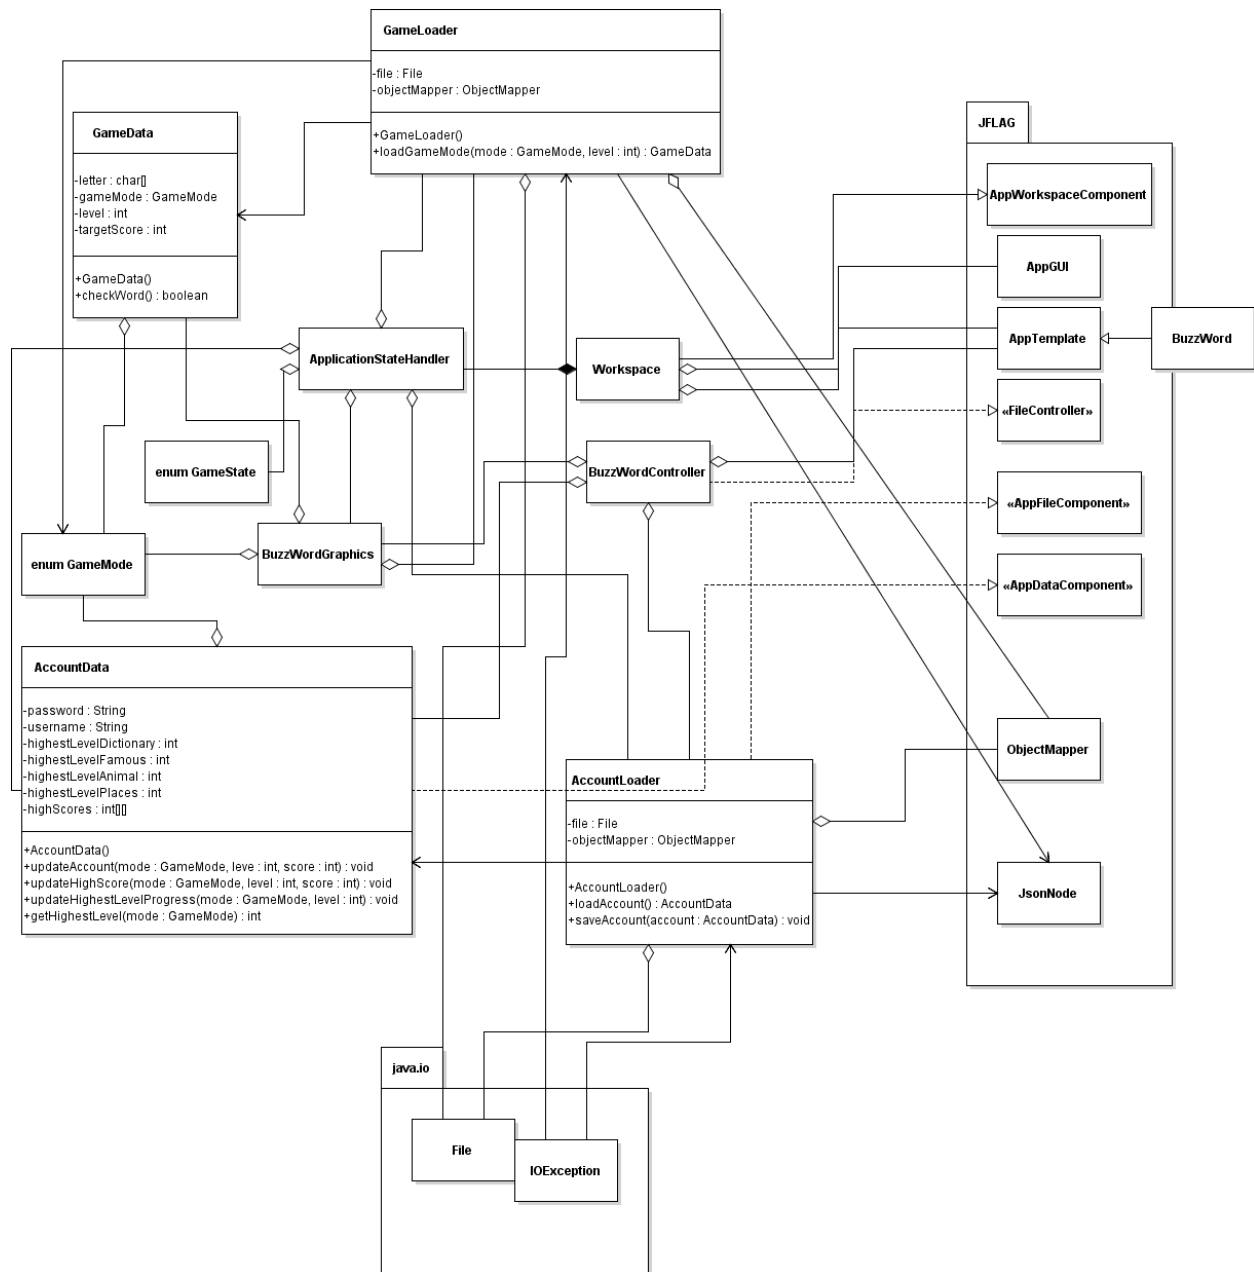 GameLoader
-file : File
-objectMapper : ObjectMapper
+GameLoader()
+loadGameMode(mode : GameMode, level : int) : GameData
GameData
-letter : char[]
-gameMode : GameMode
-level : int
-targetScore : int
+GameData()
+checkWord() : boolean
JFLAG
AppWorkspaceComponent
AppGUI
AppTemplate
BuzzWord
ApplicationStateHandler
Workspace
«FileController»
enum GameState
BuzzWordController
«AppFileComponent»
enum GameMode
BuzzWordGraphics
«AppDataComponent»
AccountData
-password : String
-username : String
-highestLevelDictionary : int
-highestLevelFamous : int
-highestLevelAnimal : int
-highestLevelPlaces : int
-highScores : int[][]
+AccountData()
+updateAccount(mode : GameMode, leve : int, score : int) : void
+updateHighScore(mode : GameMode, level : int, score : int) : void
+updateHighestLevelProgress(mode : GameMode, level : int) : void
+getHighestLevel(mode : GameMode) : int
AccountLoader
-file : File
-objectMapper : ObjectMapper
+AccountLoader()
+loadAccount() : AccountData
+saveAccount(account : AccountData) : void
ObjectMapper
JsonNode
java.io
File
IOException